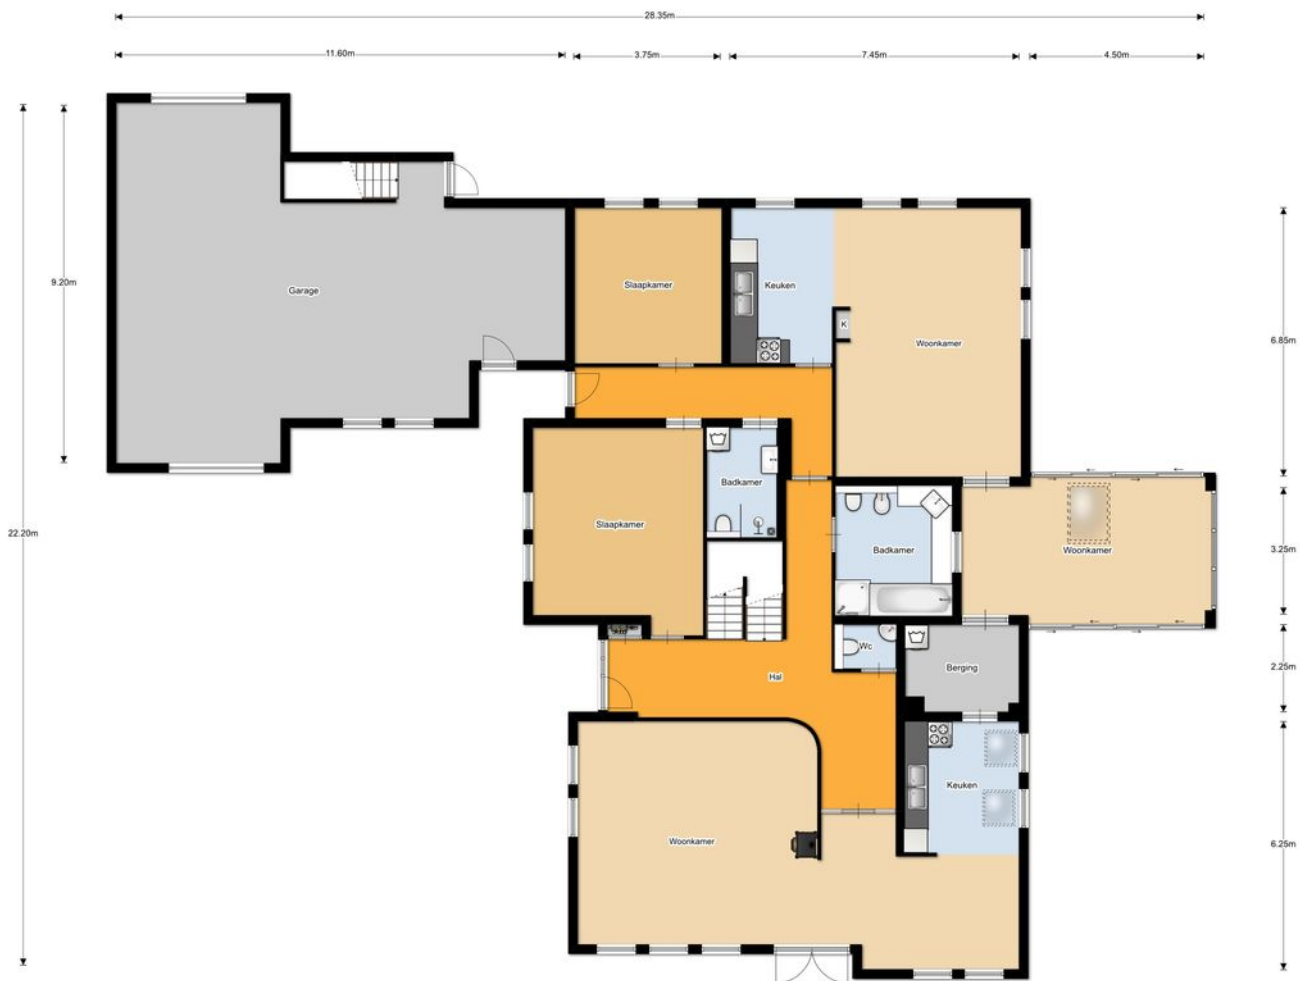 28.35m
11.60m
3.75m
7.45m
4.50m
9.20m
22.20m
6.85m
3.25m
2.25m
6.25m
Garage
Slaapkamer
Keuken
K
Woonkamer
Slaapkamer
Badkamer
Badkamer
Woonkamer
Wc
Berging
Hal
Keuken
Woonkamer